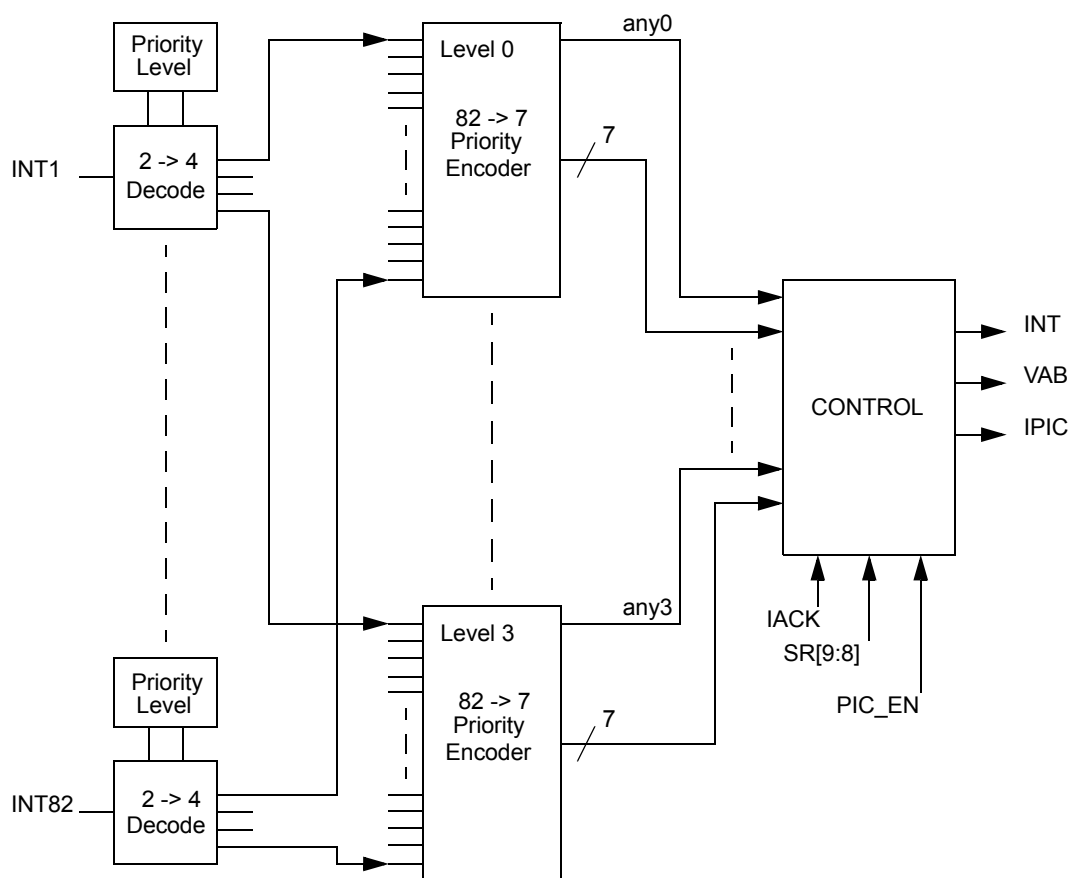 Priority
Level
INT1
2 -> 4
Decode
Level 0
82 -> 7
Priority
Encoder
any0
7
CONTROL
INT
VAB
IPIC
IACK
SR[9:8]
PIC_EN
Priority
Level
INT82
2 -> 4
Decode
Level 3
82 -> 7
Priority
Encoder
any3
7